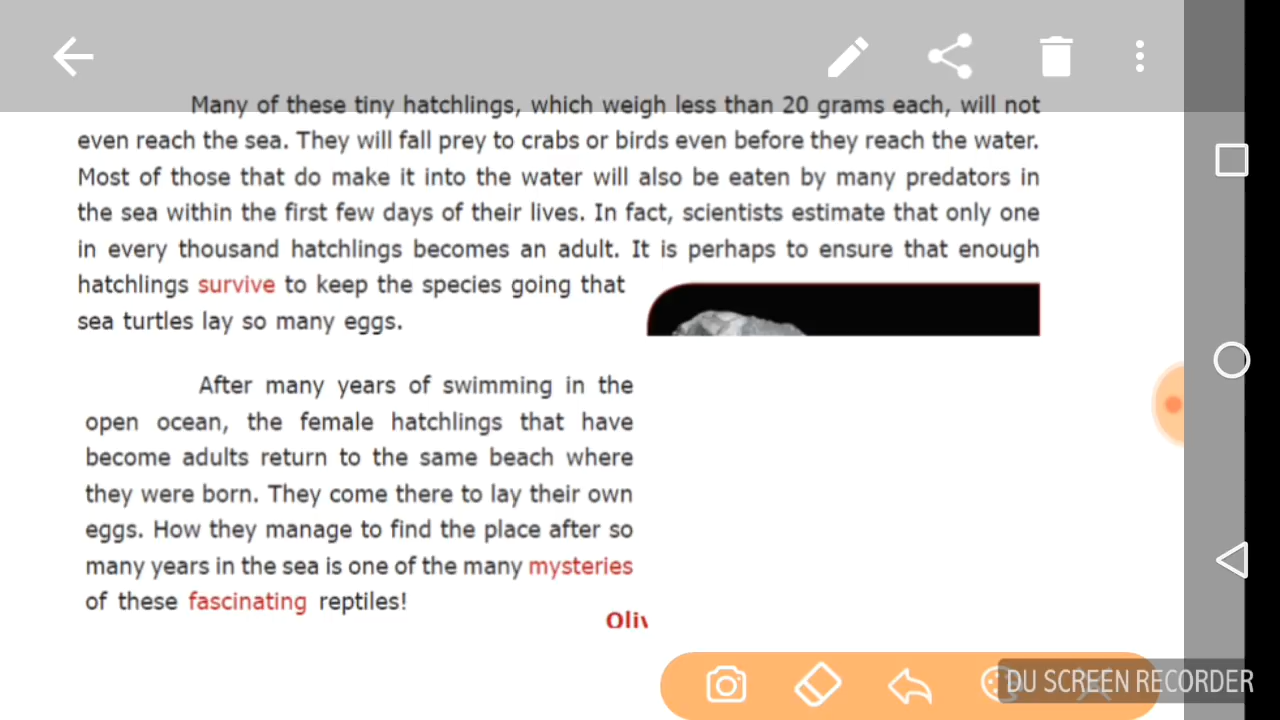 Many of these tiny hatchlings, which weigh less than 20 grams each, will not
even reach the sea. They will fall prey to crabs or birds even before they reach the water.
Most of those that do make it into the water will also be eaten by many predators in
the sea within the first few days of their lives. In fact, scientists estimate that only one
in every thousand hatchlings becomes an adult. It is perhaps to ensure that enough
hatchlings survive to keep the species going that
sea turtles lay so many eggs.
After many years of swimming in the
open ocean, the female hatchlings that have
become adults return to the same beach where
they were born. They come there to lay their own
eggs. How they manage to find the place after so
many years in the sea is one of the many mysteries
of these fascinating reptiles!
DU SCREEN RECORDER